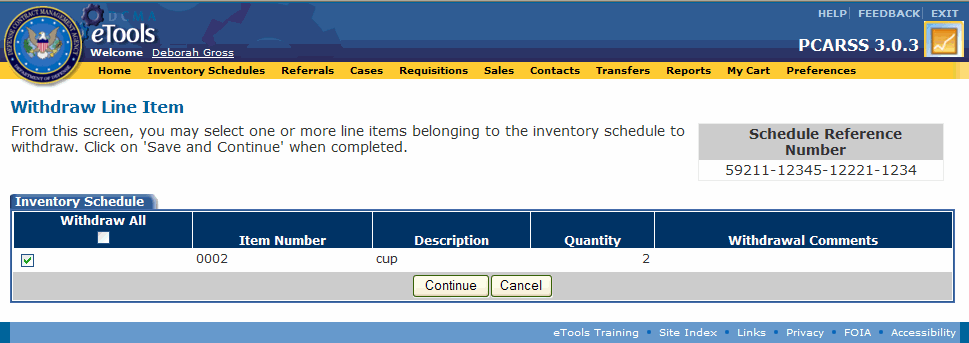 HELP | FEEDBACK | EXIT
DCMA
eTools
PCARSS 3.0.3
Welcome Deborah Gross
Home Inventory Schedules Referrals Cases Requisitions Sales Contacts Transfers Reports My Cart Preferences
Withdraw Line Item
From this screen, you may select one or more line items belonging to the inventory schedule to
withdraw. Click on 'Save and Continue' when completed.
Schedule Reference
Number
59211-12345-12221-1234
Inventory Schedule
Withdraw All
Item Number Description Quantity Withdrawal Comments
0002 cup 2
Continue Cancel
eTools Training • Site Index • Links • Privacy • FOIA • Accessibility